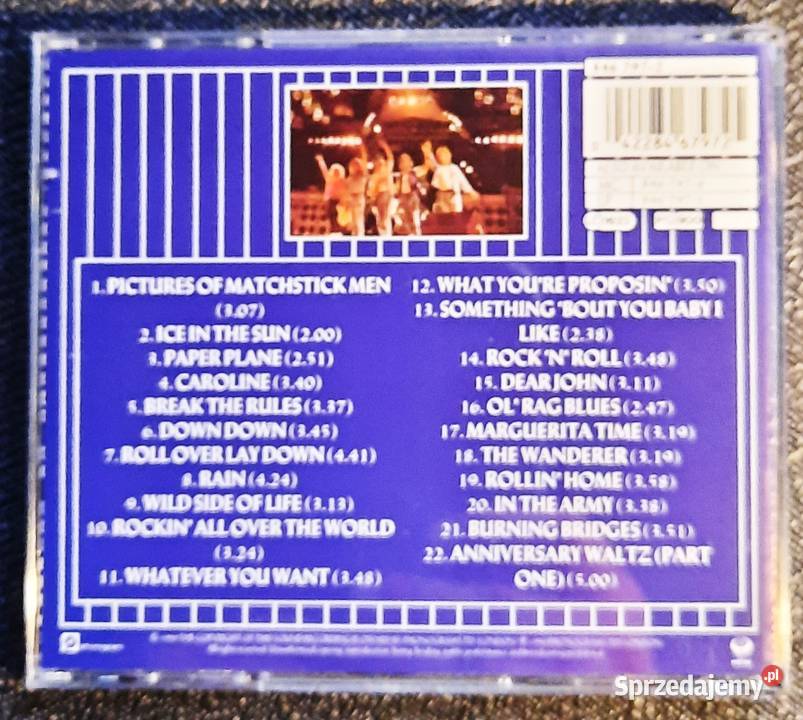 42284 67972
1. PICTURES OF MATCHSTICK MEN
(3.07)
2. ICE IN THE SUN (2.00)
3. PAPER PLANE (2.51)
4. CAROLINE (3.40)
5. BREAK THE RULES (3.37)
6. DOWN DOWN (3.45)
7. ROLL OVER LAY DOWN (4.41)
8. RAIN (4.24)
9. WILD SIDE OF LIFE (3.13)
10. ROCKIN' ALL OVER THE WORLD
(3.24)
11. WHATEVER YOU WANT (3.48)
12. WHAT YOU'RE PROPOSIN' (3.50)
13. SOMETHING 'BOUT YOU BABY I
LIKE (2.38)
14. ROCK 'N' ROLL (3.48)
15. DEAR JOHN (3.11)
16. OL' RAG BLUES (2.47)
17. MARGUERITA TIME (3.19)
18. THE WANDERER (3.19)
19. ROLLIN' HOME (3.58)
20. IN THE ARMY (3.38)
21. BURNING BRIDGES (3.51)
22. ANNIVERSARY WALTZ (PART
ONE) (5.00)
Sprzedajemy.pl